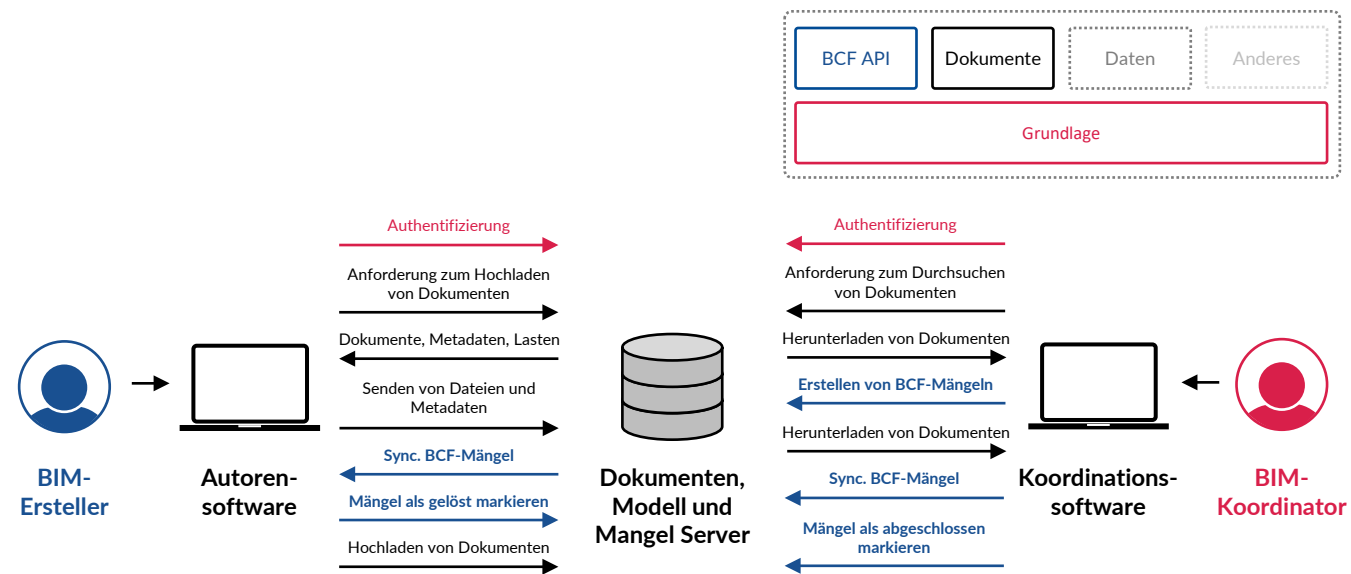 BCF API
Dokumente
Daten
Anderes
Grundlage
Authentifizierung
Anforderung zum Hochladen
von Dokumenten
Dokumente, Metadaten, Lasten
Senden von Dateien und
Metadaten
Sync. BCF-Mängel
Mängel als gelöst markieren
Hochladen von Dokumenten
Authentifizierung
Anforderung zum Durchsuchen
von Dokumenten
Herunterladen von Dokumenten
Erstellen von BCF-Mängeln
Herunterladen von Dokumenten
Sync. BCF-Mängel
Mängel als abgeschlossen
markieren
BIM-
Ersteller
Autoren-
software
Dokumenten,
Modell und
Mangel Server
Koordinations-
software
BIM-
Koordinator